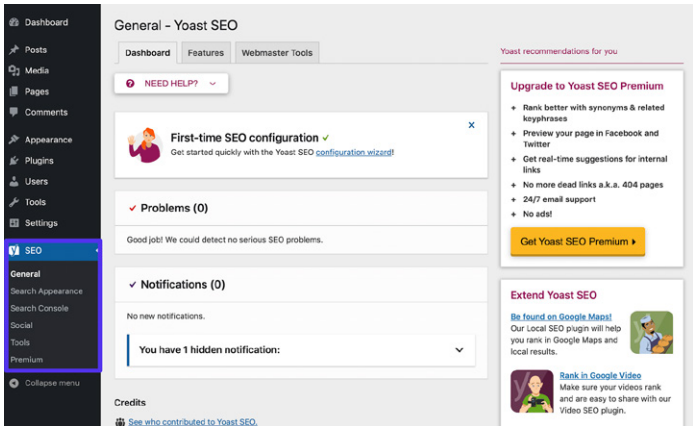 Dashboard
Posts
Media
Pages
Comments
Appearance
Plugins
Users
Tools
Settings
SEO
General
Search Appearance
Search Console
Social
Tools
Premium
Collapse menu
General - Yoast SEO
Dashboard
Features
Webmaster Tools
NEED HELP?
First-time SEO configuration
Get started quickly with the Yoast SEO configuration wizard!
Problems (0)
Good job! We could detect no serious SEO problems.
Notifications (0)
No new notifications.
You have 1 hidden notification:
Credits
See who contributed to Yoast SEO.
Yoast recommendations for you
Upgrade to Yoast SEO Premium
+ Rank better with synonyms & related
keyphrases
+ Preview your page in Facebook and
Twitter
+ Get real-time suggestions for internal
links
+ No more dead links a.k.a. 404 pages
+ 24/7 email support
+ No ads!
Get Yoast SEO Premium
Extend Yoast SEO
Be found on Google Maps!
Our Local SEO plugin will help
you rank in Google Maps and
local results.
Rank in Google Video
Make sure your videos rank
and are easy to share with our
Video SEO plugin.